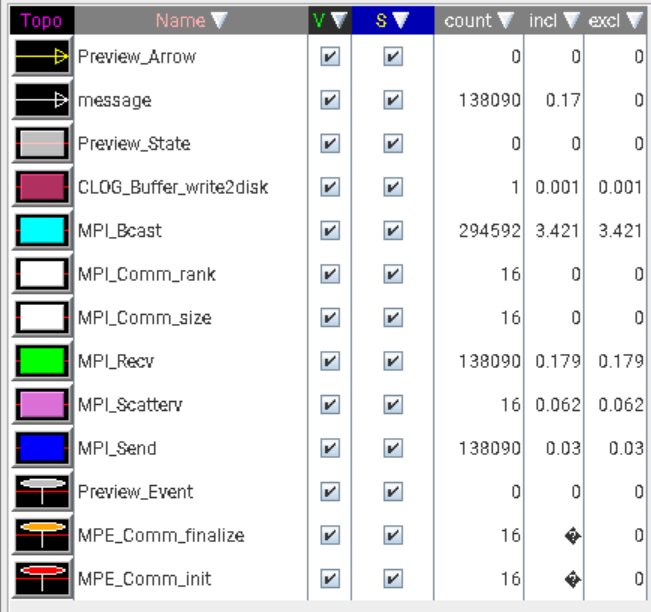 Topo Name V S count incl excl
Preview_Arrow 0 0 0
message 138090 0.17 0
Preview_State 0 0 0
CLOG_Buffer_write2disk 1 0.001 0.001
MPI_Bcast 294592 3.421 3.421
MPI_Comm_rank 16 0 0
MPI_Comm_size 16 0 0
MPI_Recv 138090 0.179 0.179
MPI_Scatterv 16 0.062 0.062
MPI_Send 138090 0.03 0.03
Preview_Event 0 0 0
MPE_Comm_finalize 16 � 0
MPE_Comm_init 16 � 0